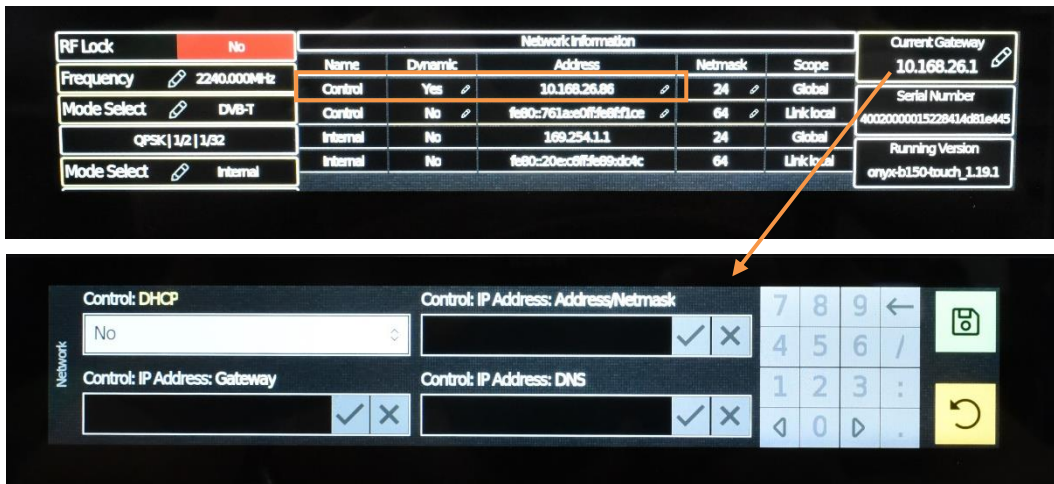 RF Lock No
Frequency 2240.000MHz
Mode Select DVB-T
QPSK | 1/2 | 1/32
Mode Select Internal
Network Information
Name Dynamic Address Netmask Scope
Control Yes 10.168.26.86 24 Global
Control No fe80::761a:e0ff:fe8f:f1ce 64 Link local
Internal No 169.254.1.1 24 Global
Internal No fe80::20e:c6ff:fe89:dc4c 64 Link local
Current Gateway
10.168.26.1
Serial Number
40020000015228414d81e445
Running Version
onyx-b150-touch_1.19.1
Network
Control: DHCP
No
Control: IP Address: Address/Netmask
Control: IP Address: Gateway
Control: IP Address: DNS
7 8 9 ←
4 5 6 /
1 2 3 :
0 .